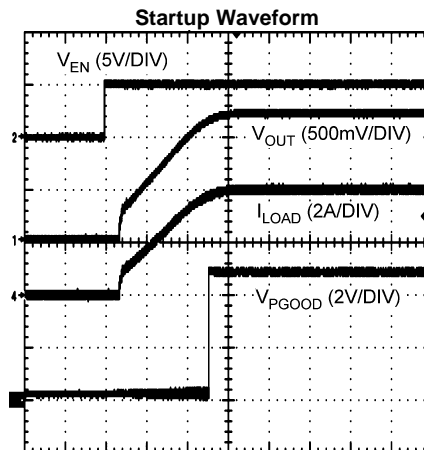 Startup Waveform
V_EN (5V/DIV)
2
V_OUT (500mV/DIV)
1
I_LOAD (2A/DIV)
4
V_PGOOD (2V/DIV)